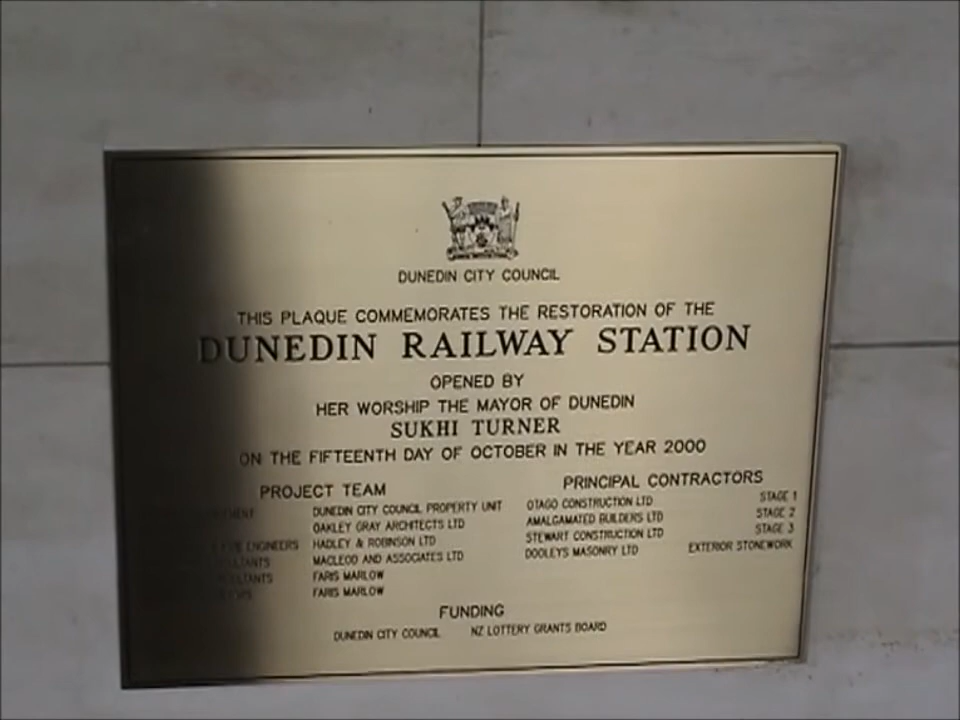 DUNEDIN CITY COUNCIL
THIS PLAQUE COMMEMORATES THE RESTORATION OF THE
DUNEDIN RAILWAY STATION
OPENED BY
HER WORSHIP THE MAYOR OF DUNEDIN
SUKHI TURNER
ON THE FIFTEENTH DAY OF OCTOBER IN THE YEAR 2000
PROJECT TEAM
DUNEDIN CITY COUNCIL PROPERTY UNIT
OAKLEY GRAY ARCHITECTS LTD
ENGINEERS HADLEY & ROBINSON LTD
MACLEOD AND ASSOCIATES LTD
FARIS MARLOW
FARIS MARLOW
PRINCIPAL CONTRACTORS
OTAGO CONSTRUCTION LTD STAGE 1
AMALGAMATED BUILDERS LTD STAGE 2
STEWART CONSTRUCTION LTD STAGE 3
DOOLEYS MASONRY LTD EXTERIOR STONEWORK
FUNDING
DUNEDIN CITY COUNCIL NZ LOTTERY GRANTS BOARD